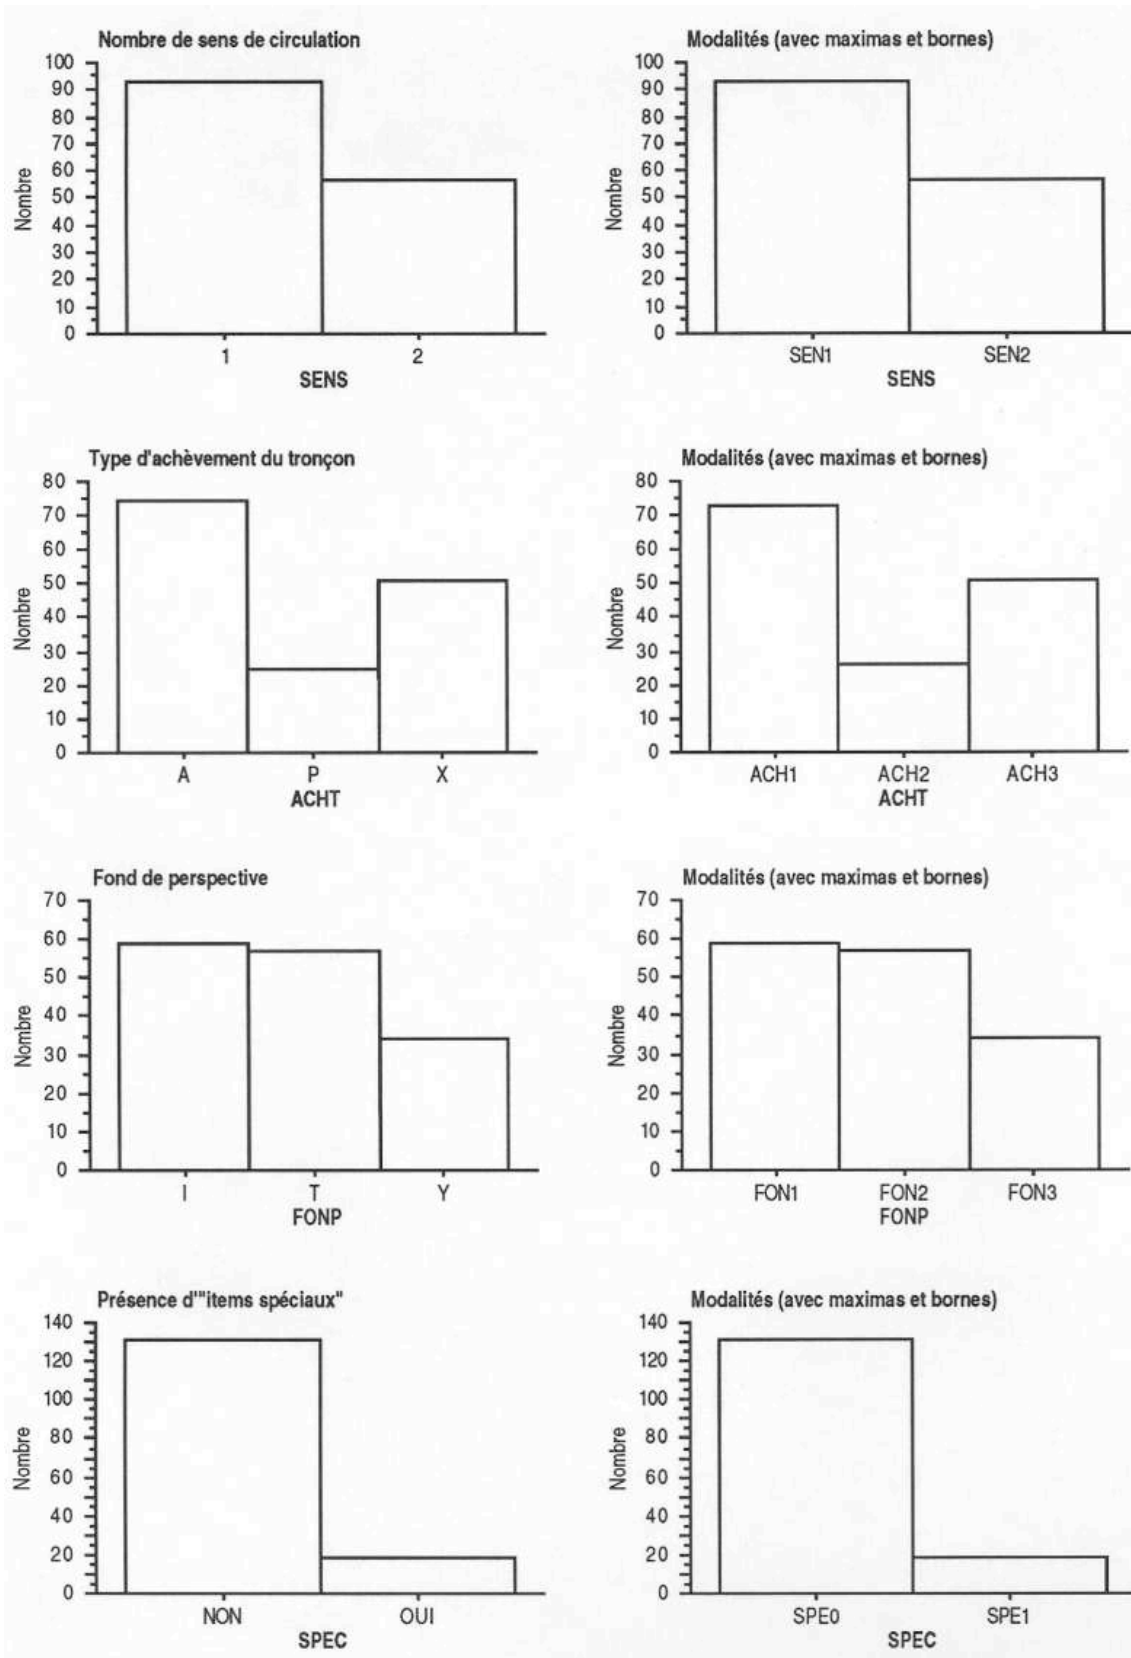 Nombre de sens de circulation
100
90
80
70
60
50
40
30
20
10
0
Nombre
1 2
SENS
Modalités (avec maximas et bornes)
100
90
80
70
60
50
40
30
20
10
0
Nombre
SEN1 SEN2
SENS
Type d'achèvement du tronçon
80
70
60
50
40
30
20
10
0
Nombre
A P X
ACHT
Modalités (avec maximas et bornes)
80
70
60
50
40
30
20
10
0
Nombre
ACH1 ACH2 ACH3
ACHT
Fond de perspective
70
60
50
40
30
20
10
0
Nombre
I T Y
FONP
Modalités (avec maximas et bornes)
70
60
50
40
30
20
10
0
Nombre
FON1 FON2 FON3
FONP
Présence d'"items spéciaux"
140
120
100
80
60
40
20
0
Nombre
NON OUI
SPEC
Modalités (avec maximas et bornes)
140
120
100
80
60
40
20
0
Nombre
SPE0 SPE1
SPEC